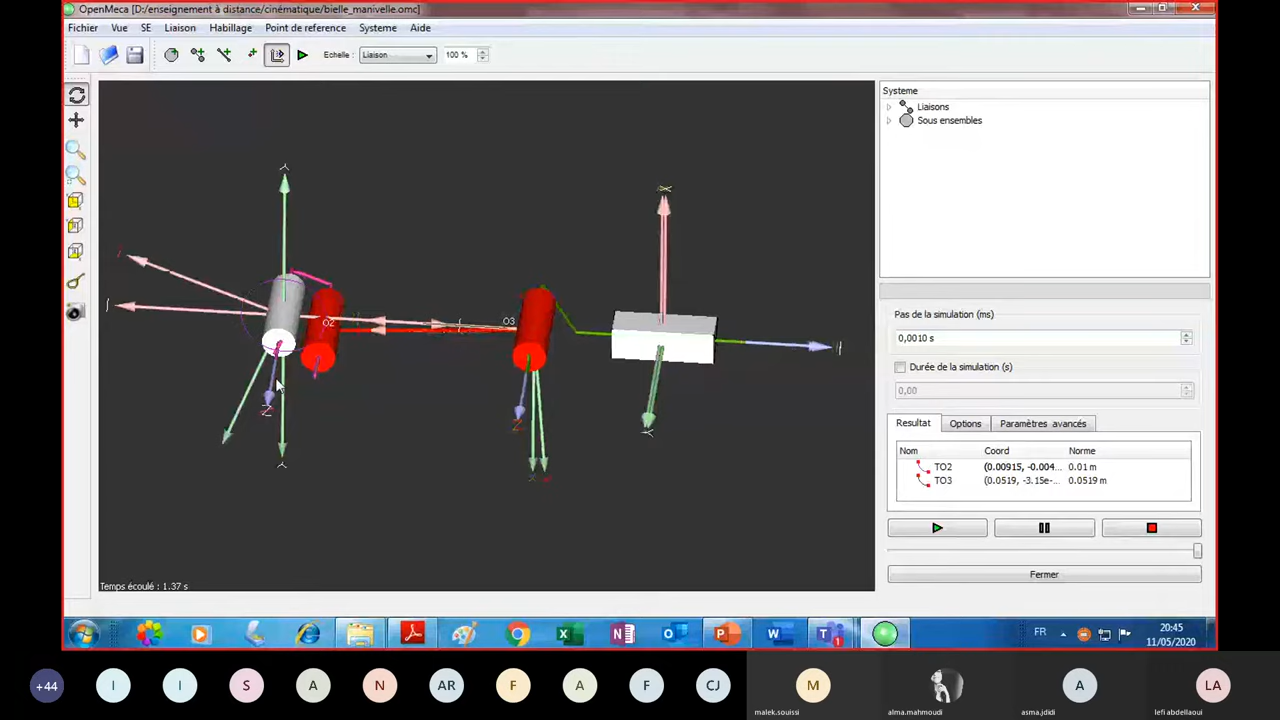 OpenMeca [D:/enseignement à distance/cinématique/bielle_manivelle.omc]
Fichier Vue SE Liaison Habillage Point de reference Systeme Aide
Echelle : Liaison 100 %
Systeme
Liaisons
Sous ensembles
Y
X
O2
O3
Z
Z
Y
Y
Pas de la simulation (ms)
0,0010 s
Durée de la simulation (s)
0,00
Resultat Options Paramètres avancés
Nom Coord Norme
TO2 (0.00915, -0.004... 0.01 m
TO3 (0.0519, -3.15e-... 0.0519 m
Fermer
Temps écoulé : 1.37 s
FR
20:45
11/05/2020
+44 I I S A N AR F A F CJ M A LA
malek.souissi alma.mahmoudi asma.jdidi lefi abdellaoui